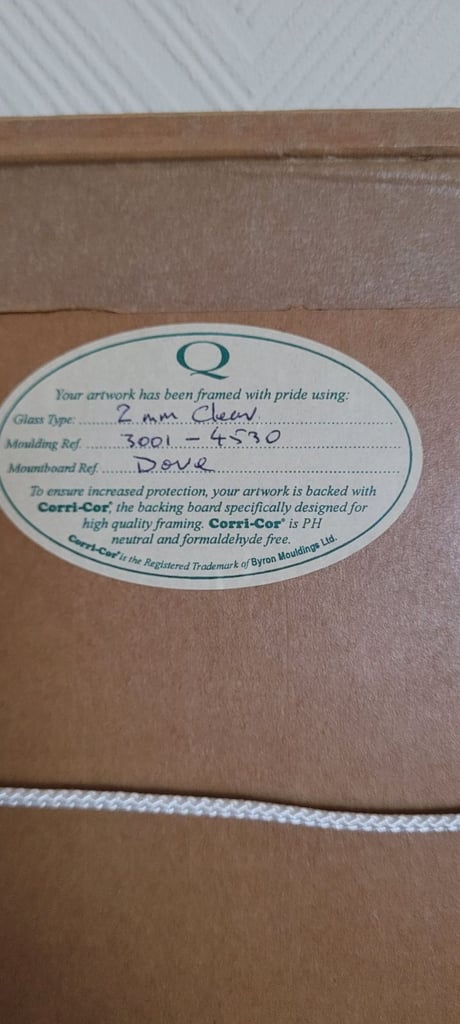 Q
Your artwork has been framed with pride using:
Glass Type: 2 mm Clear
Moulding Ref. 3001 - 4530
Mountboard Ref. Dove
To ensure increased protection, your artwork is backed with
Corri-Cor®, the backing board specifically designed for
high quality framing. Corri-Cor® is PH
neutral and formaldehyde free.
Corri-Cor® is the Registered Trademark of Byron Mouldings Ltd.